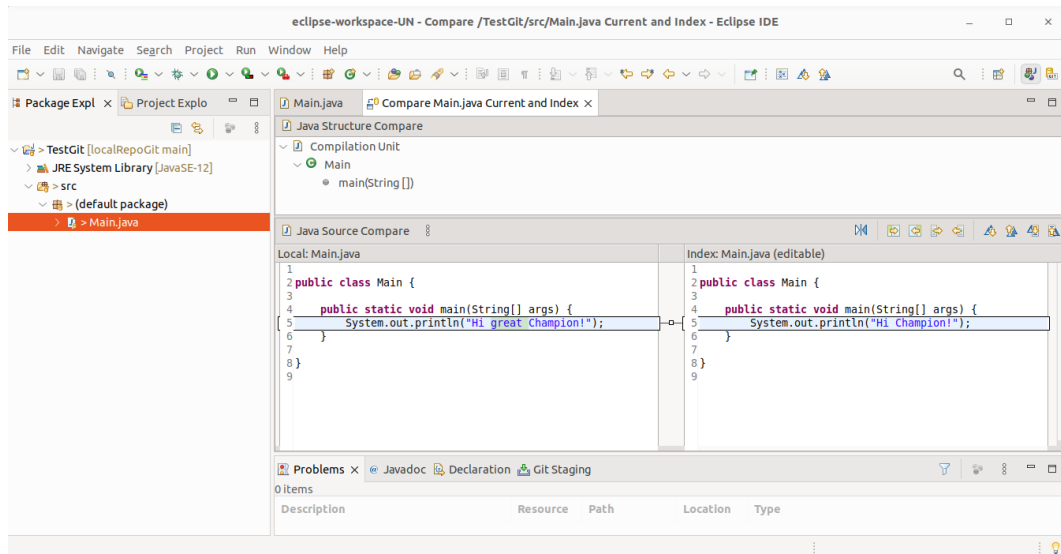 eclipse-workspace-UN - Compare /TestGit/src/Main.java Current and Index - Eclipse IDE
File Edit Navigate Search Project Run Window Help
Package Expl Project Explo
Main.java Compare Main.java Current and Index
Java Structure Compare
Compilation Unit
Main
main(String[])
> TestGit [localRepoGit main]
JRE System Library [JavaSE-12]
> src
> (default package)
> Main.java
Java Source Compare
Local: Main.java
1
2 public class Main {
3
4     public static void main(String[] args) {
5         System.out.println("Hi great Champion!");
6     }
7
8 }
9
Index: Main.java (editable)
1
2 public class Main {
3
4     public static void main(String[] args) {
5         System.out.println("Hi Champion!");
6     }
7
8 }
9
Problems Javadoc Declaration Git Staging
0 items
Description Resource Path Location Type